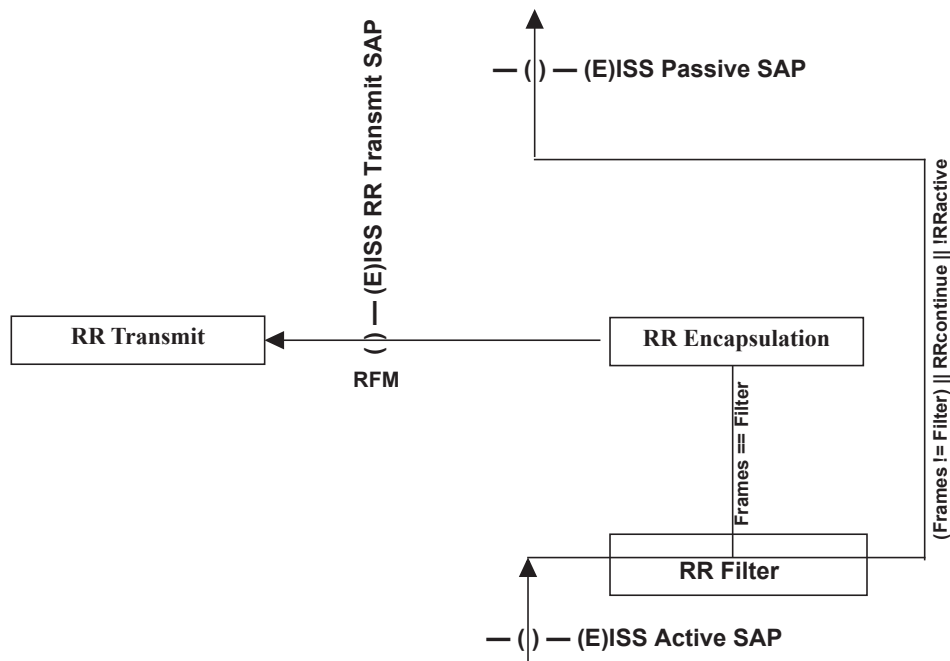 — ( ) — (E)ISS Passive SAP
( ) — (E)ISS RR Transmit SAP
(Frames != Filter) || RRcontinue || !RRactive
RR Transmit
RR Encapsulation
RFM
Frames == Filter
RR Filter
— ( ) — (E)ISS Active SAP